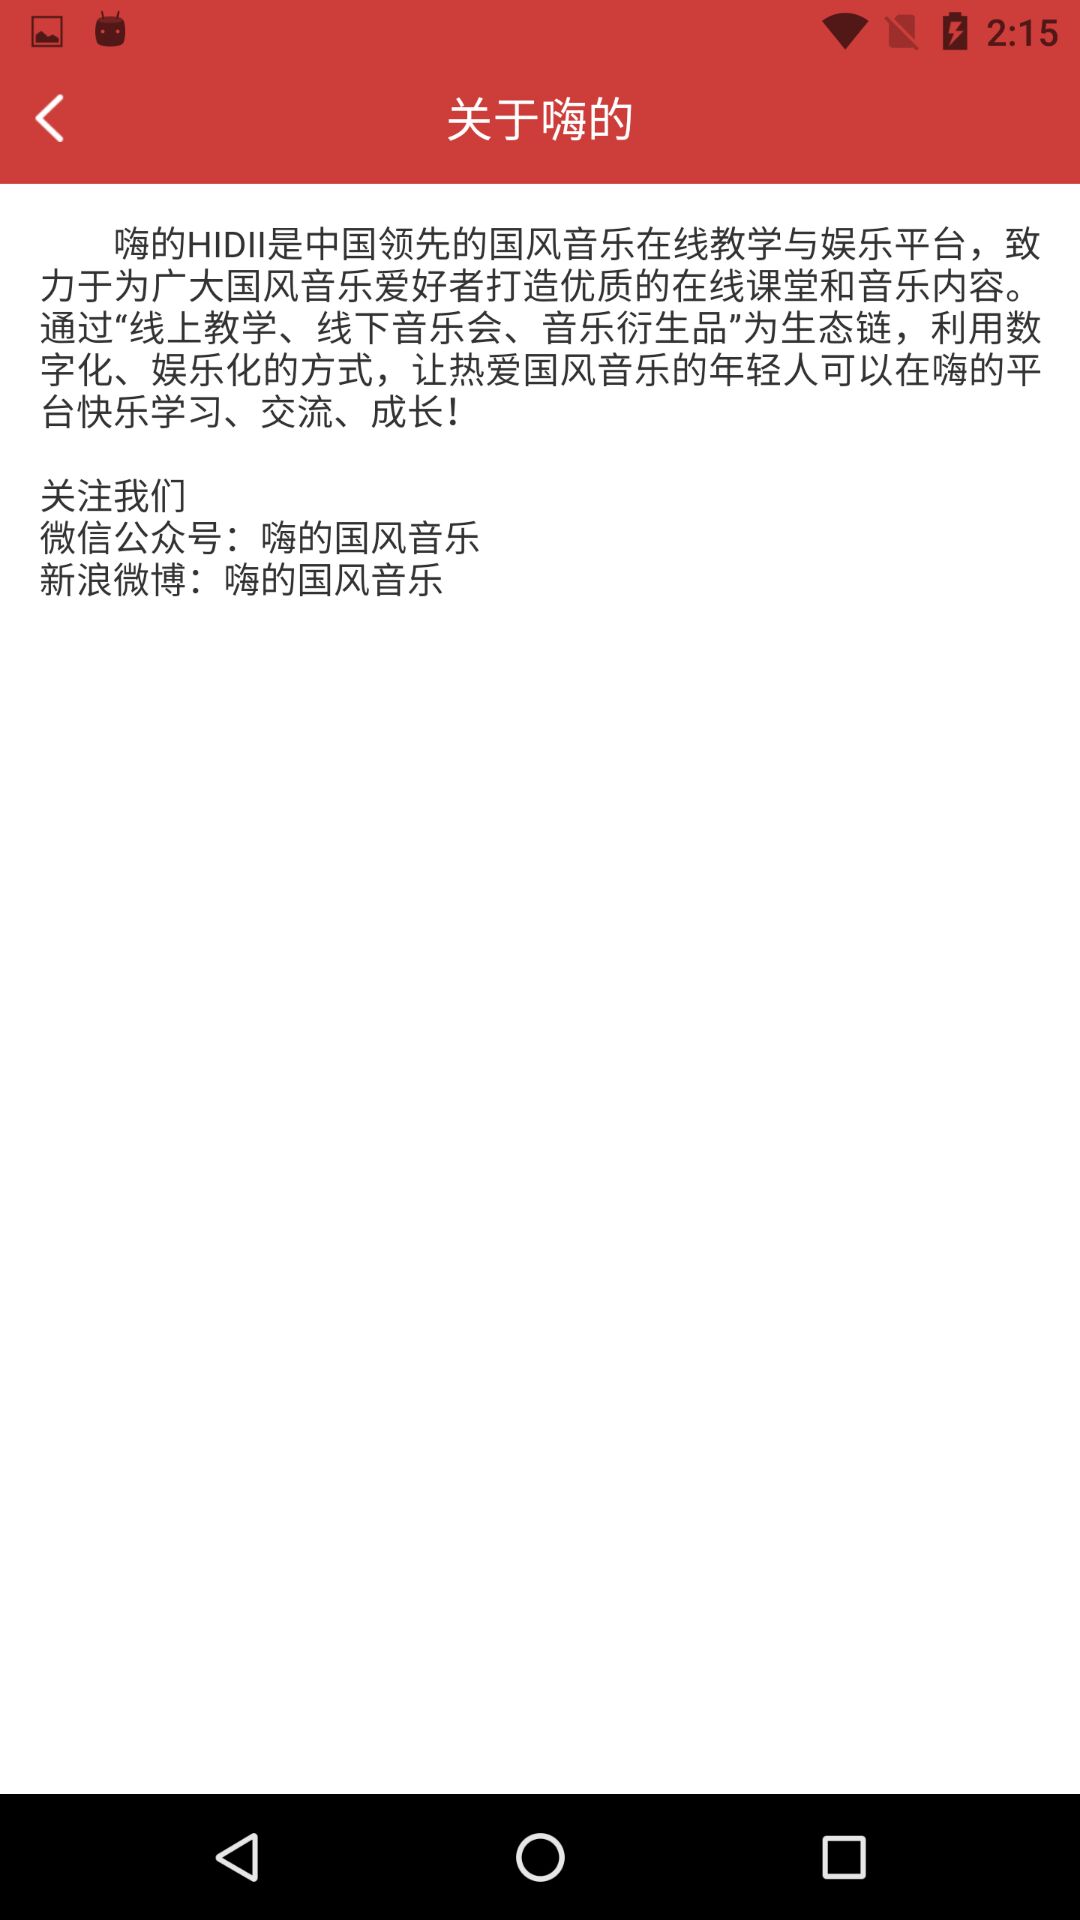 2:15
关于嗨的
嗨的HIDII是中国领先的国风音乐在线教学与娱乐平台，致
力于为广大国风音乐爱好者打造优质的在线课堂和音乐内容。
通过“线上教学、线下音乐会、音乐衍生品”为生态链，利用数
字化、娱乐化的方式，让热爱国风音乐的年轻人可以在嗨的平
台快乐学习、交流、成长！
关注我们
微信公众号：嗨的国风音乐
新浪微博：嗨的国风音乐